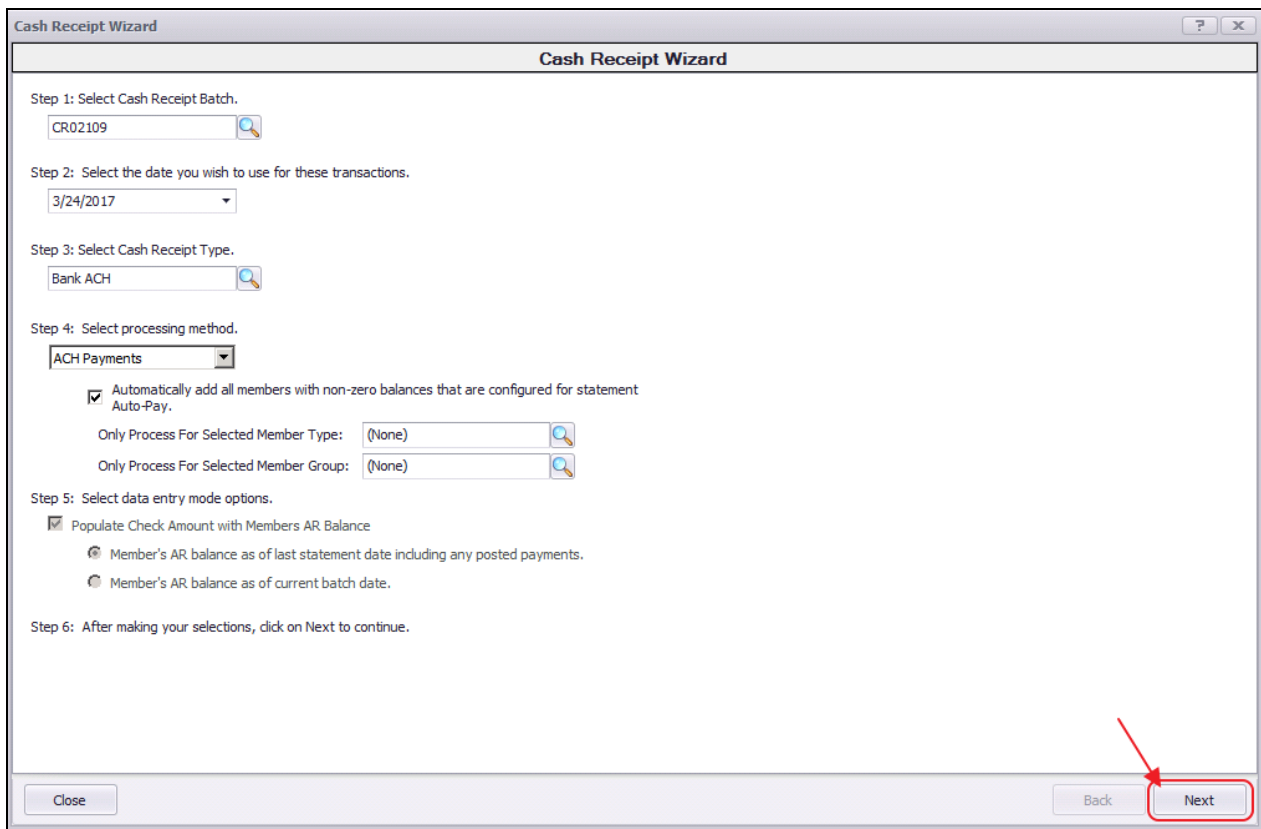 Cash Receipt Wizard
Cash Receipt Wizard
Step 1: Select Cash Receipt Batch.
CR02109
Step 2: Select the date you wish to use for these transactions.
3/24/2017
Step 3: Select Cash Receipt Type.
Bank ACH
Step 4: Select processing method.
ACH Payments
Automatically add all members with non-zero balances that are configured for statement
Auto-Pay.
Only Process For Selected Member Type: (None)
Only Process For Selected Member Group: (None)
Step 5: Select data entry mode options.
Populate Check Amount with Members AR Balance
Member's AR balance as of last statement date including any posted payments.
Member's AR balance as of current batch date.
Step 6: After making your selections, click on Next to continue.
Close Back Next